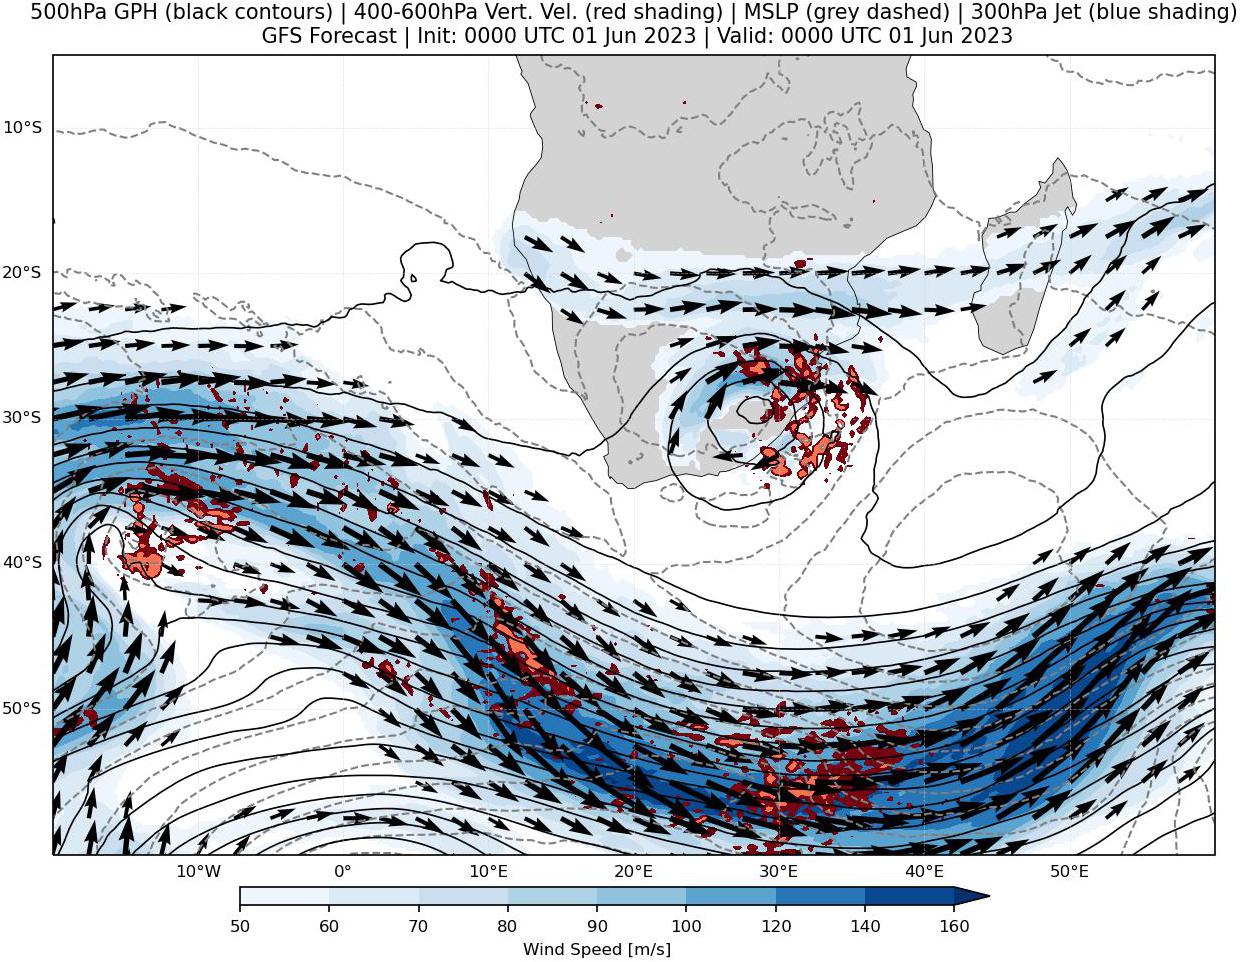 500hPa GPH (black contours) | 400-600hPa Vert. Vel. (red shading) | MSLP (grey dashed) | 300hPa Jet (blue shading)
GFS Forecast | Init: 0000 UTC 01 Jun 2023 | Valid: 0000 UTC 01 Jun 2023
10°S
20°S
30°S
40°S
50°S
10°W 0° 10°E 20°E 30°E 40°E 50°E
50 60 70 80 90 100 120 140 160
Wind Speed [m/s]